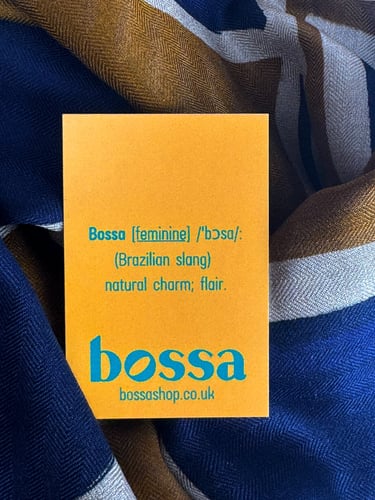 Bossa [feminine] /'bɔsa/:
(Brazilian slang)
natural charm; flair.
bossa
bossashop.co.uk